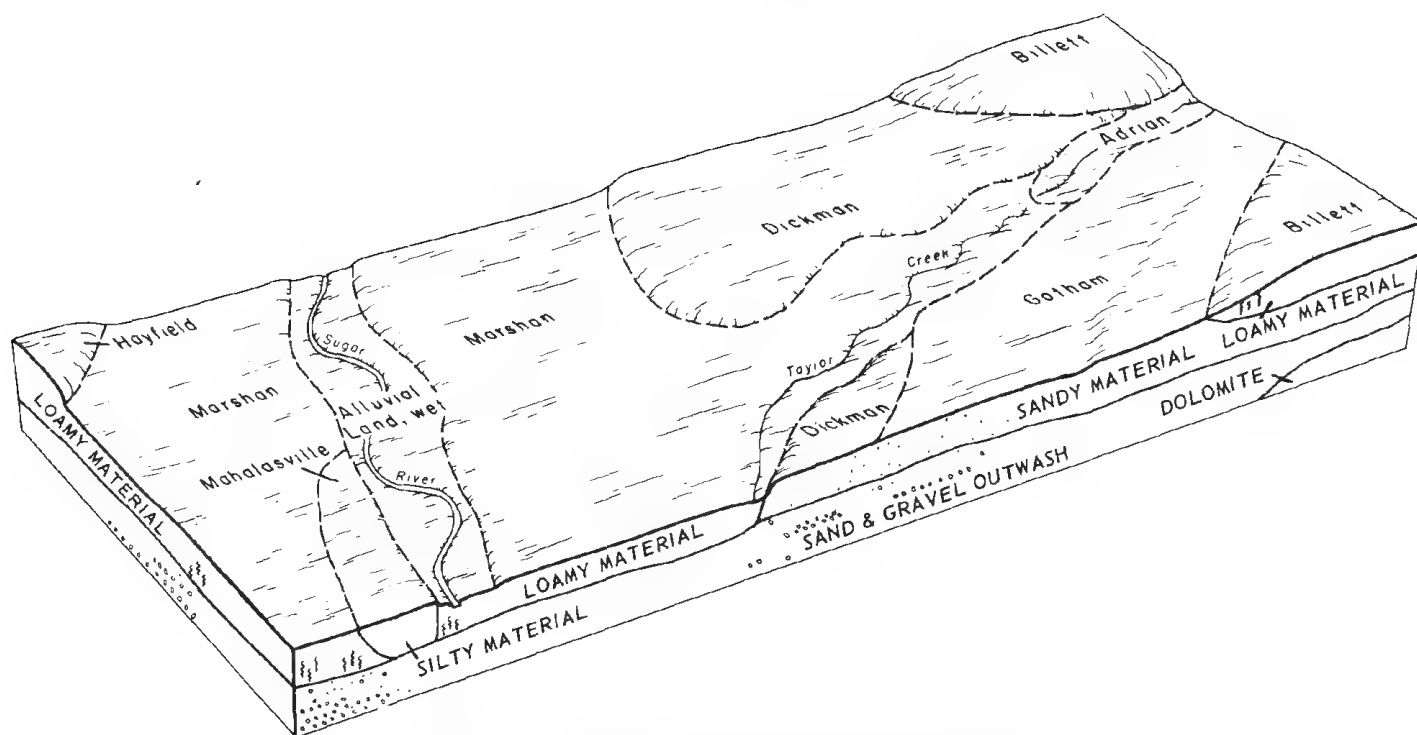 Billett
Adrian
Dickman
Billett
Creek
Gotham
Hayfield
Sugar
Marshan
Marshan
Taylor
Alluvial
Land, wet
Dickman
Mahalasville
River
LOAMY MATERIAL
LOAMY MATERIAL
SANDY MATERIAL
DOLOMITE
SAND & GRAVEL OUTWASH
LOAMY MATERIAL
SILTY MATERIAL